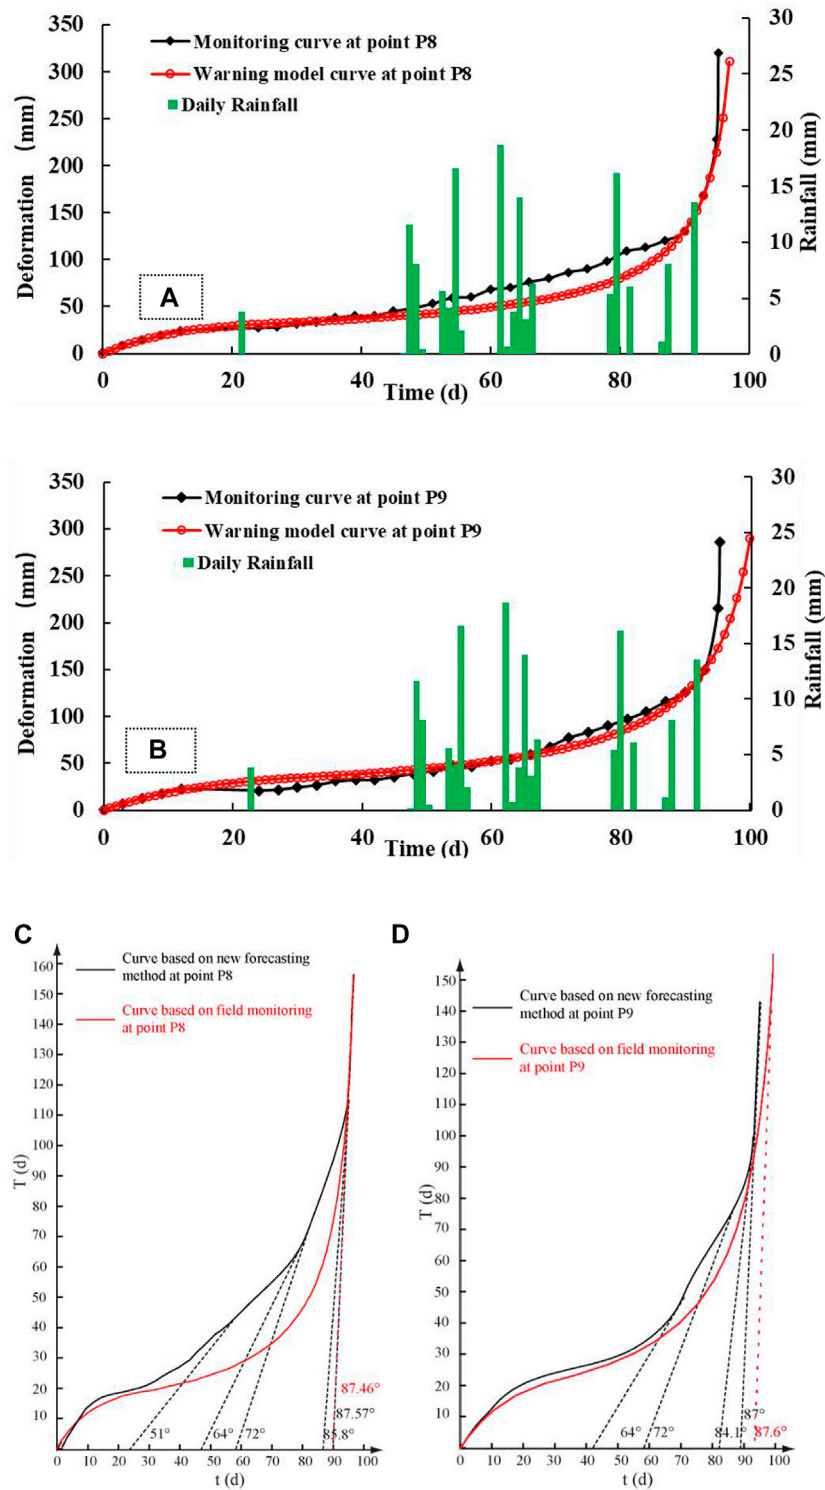 350
300
250
200
150
100
50
0
Deformation (mm)
Monitoring curve at point P8
Warning model curve at point P8
Daily Rainfall
A
30
25
20
15
10
5
0
Rainfall (mm)
0 20 40 60 80 100
Time (d)
350
300
250
200
150
100
50
0
Deformation (mm)
Monitoring curve at point P9
Warning model curve at point P9
Daily Rainfall
B
30
25
20
15
10
5
0
Rainfall (mm)
0 20 40 60 80 100
Time (d)
C
Curve based on new forecasting
method at point P8
Curve based on field monitoring
at point P8
160
150
140
130
120
110
100
90
80
70
60
50
40
30
20
10
T (d)
87.46°
87.57°
51° 64° 72° 85.8°
0 10 20 30 40 50 60 70 80 90 100
t (d)
D
Curve based on new forecasting
method at point P9
Curve based on field monitoring
at point P9
150
140
130
120
110
100
90
80
70
60
50
40
30
20
10
T (d)
87°
64° 72° 84.1° 87.6°
0 10 20 30 40 50 60 70 80 90 100
t (d)